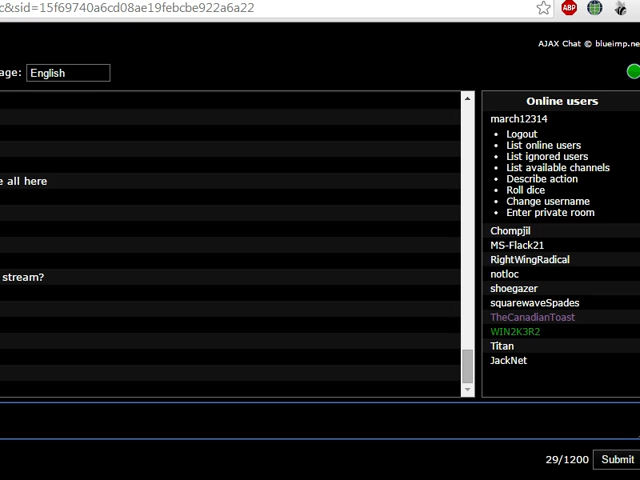 c&sid=15f69740a6cd08ae19febcbe922a6a22
ABP
AJAX Chat © blueimp.ne
age: English
Online users
march12314
• Logout
• List online users
• List ignored users
• List available channels
• Describe action
• Roll dice
• Change username
• Enter private room
e all here
Chompjil
MS-Flack21
RightWingRadical
notloc
stream?
shoegazer
squarewaveSpades
TheCanadianToast
WIN2K3R2
Titan
JackNet
29/1200 Submit